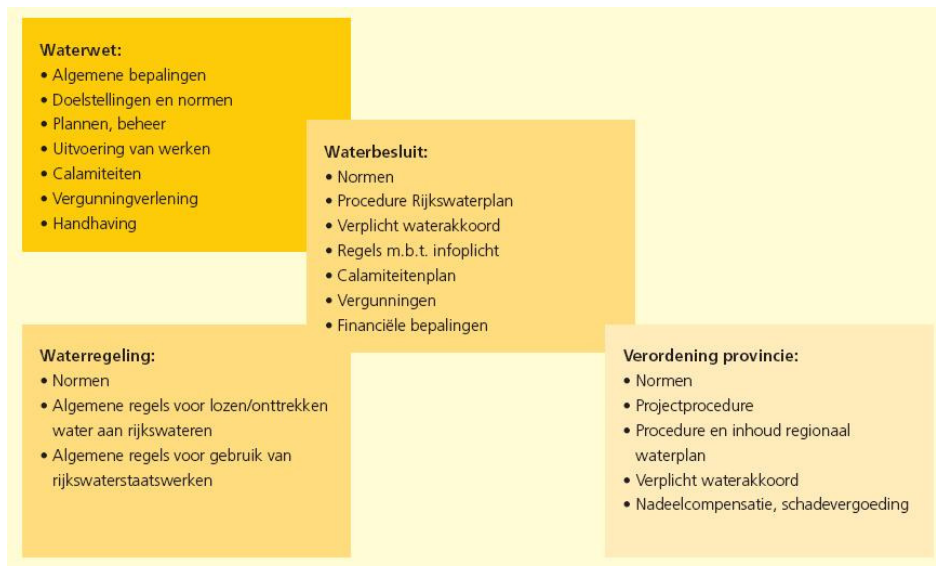 Waterwet:
• Algemene bepalingen
• Doelstellingen en normen
• Plannen, beheer
• Uitvoering van werken
• Calamiteiten
• Vergunningverlening
• Handhaving
Waterbesluit:
• Normen
• Procedure Rijkswaterplan
• Verplicht waterakkoord
• Regels m.b.t. infoplicht
• Calamiteitenplan
• Vergunningen
• Financiële bepalingen
Waterregeling:
• Normen
• Algemene regels voor lozen/onttrekken
water aan rijkswateren
• Algemene regels voor gebruik van
rijkswaterstaatswerken
Verordening provincie:
• Normen
• Projectprocedure
• Procedure en inhoud regionaal
waterplan
• Verplicht waterakkoord
• Nadeelcompensatie, schadevergoeding